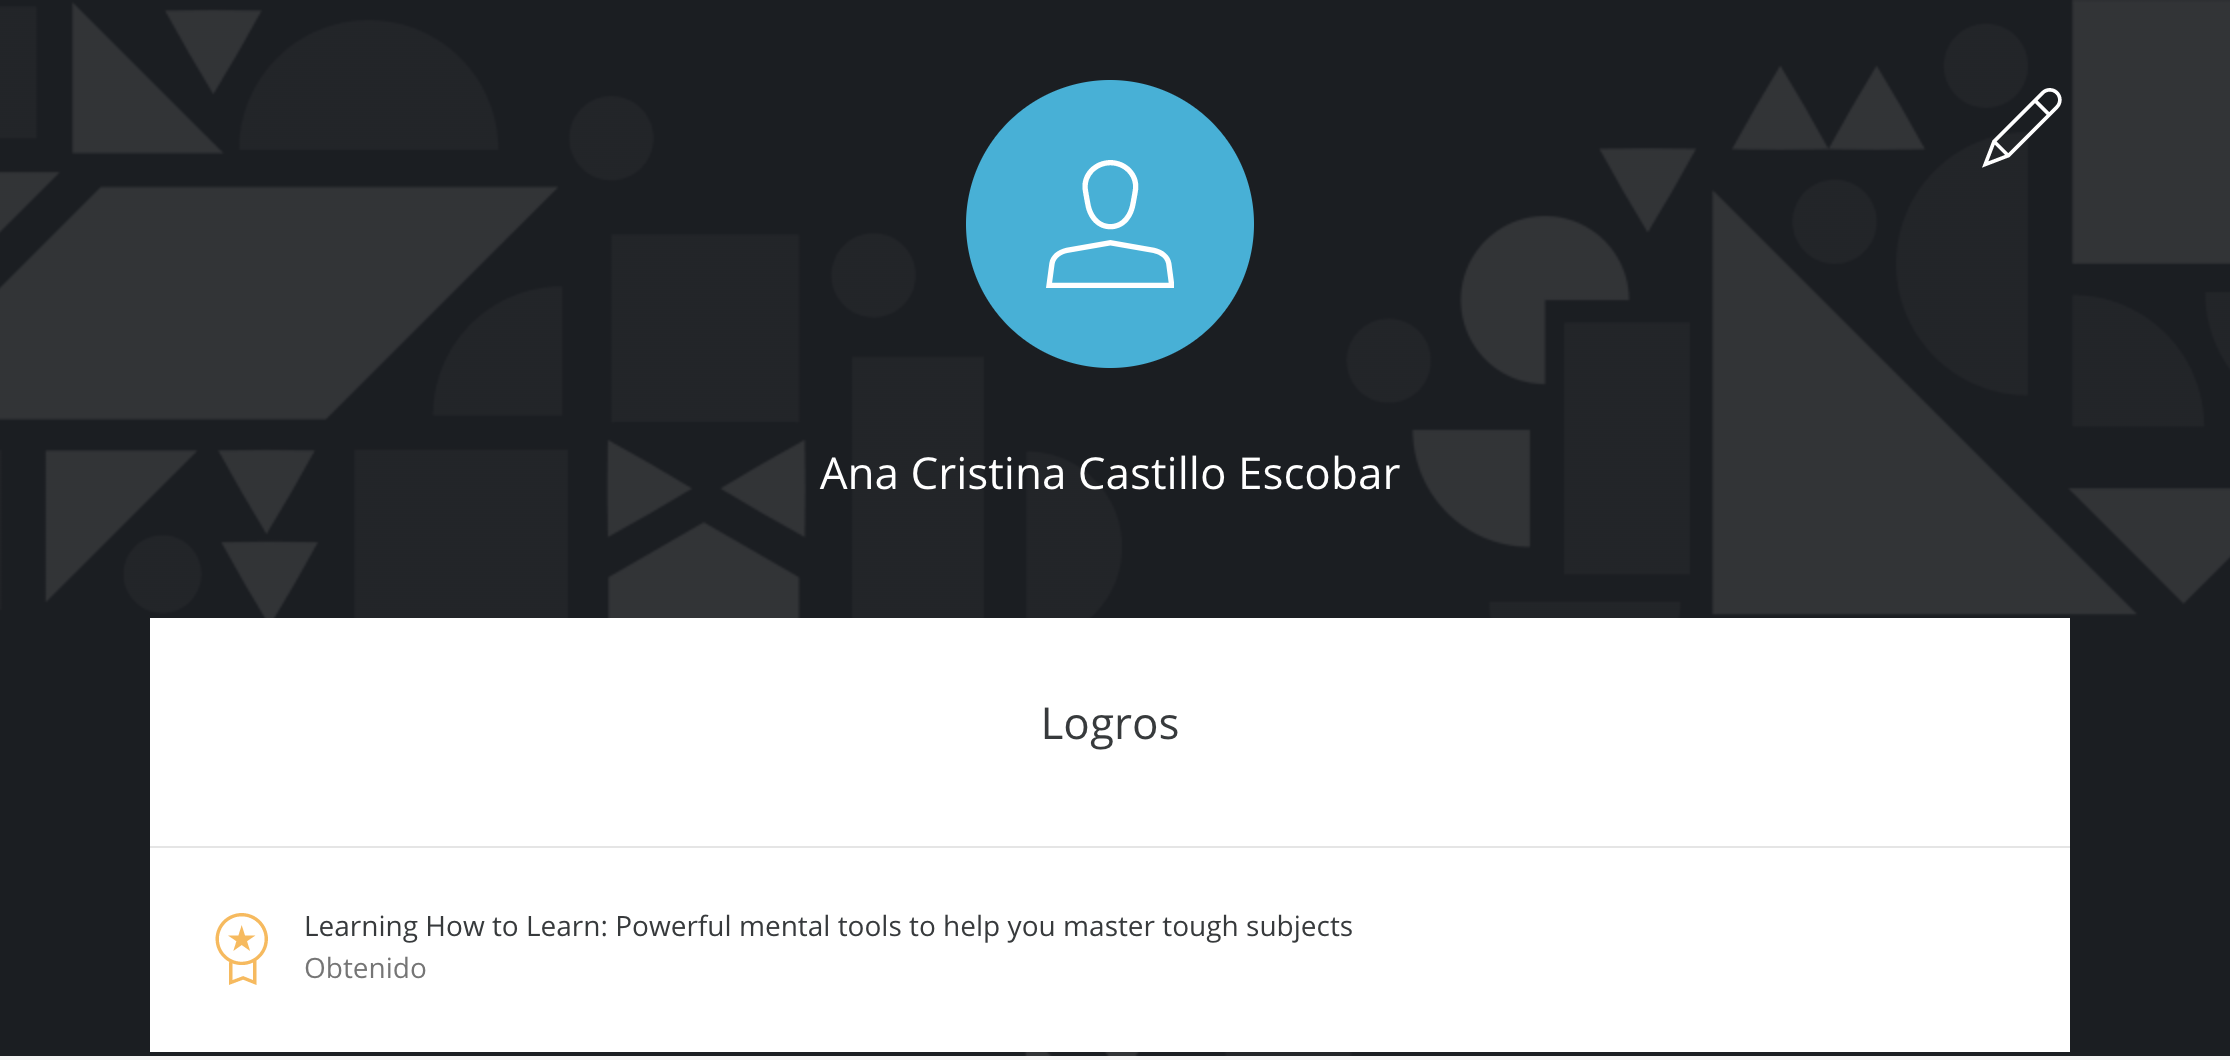 Ana Cristina Castillo Escobar
Logros
Learning How to Learn: Powerful mental tools to help you master tough subjects
Obtenido